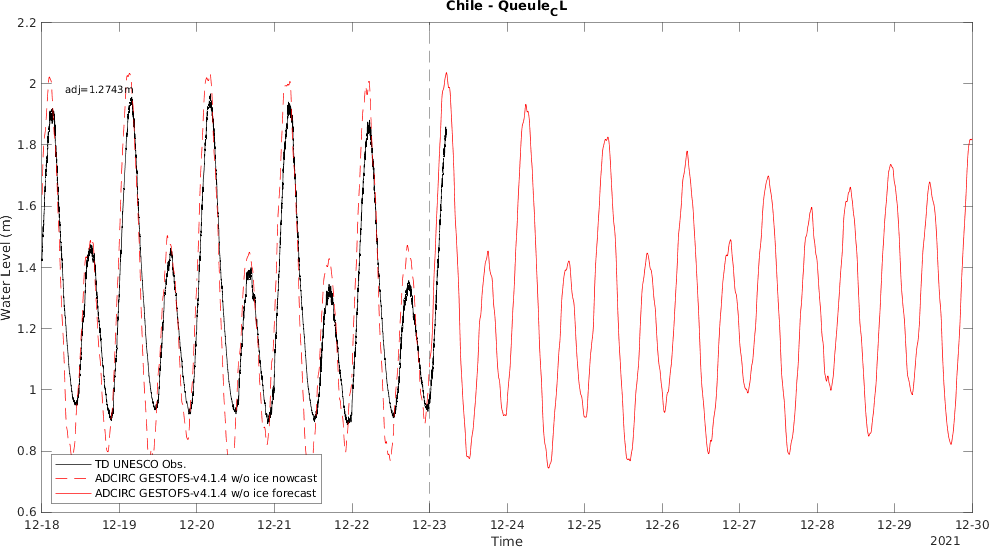 Chile - Queule_CL
2.2
2
1.8
1.6
1.4
1.2
1
0.8
0.6
Water Level (m)
adj=1.2743m
TD UNESCO Obs.
ADCIRC GESTOFS-v4.1.4 w/o ice nowcast
ADCIRC GESTOFS-v4.1.4 w/o ice forecast
12-18 12-19 12-20 12-21 12-22 12-23 12-24 12-25 12-26 12-27 12-28 12-29 12-30
Time
2021